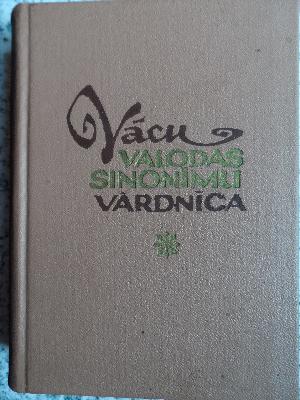 Vācu
VALODAS
SINONĪMU
VĀRDNĪCA